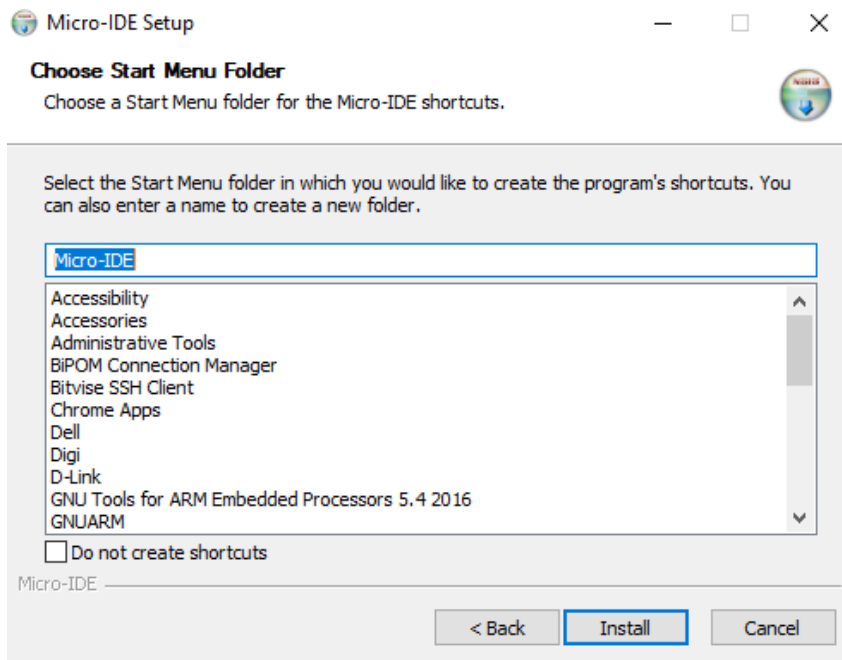 Micro-IDE Setup
Choose Start Menu Folder
Choose a Start Menu folder for the Micro-IDE shortcuts.
Select the Start Menu folder in which you would like to create the program's shortcuts. You
can also enter a name to create a new folder.
Micro-IDE
Accessibility
Accessories
Administrative Tools
BiPOM Connection Manager
Bitvise SSH Client
Chrome Apps
Dell
Digi
D-Link
GNU Tools for ARM Embedded Processors 5.4 2016
GNUARM
Do not create shortcuts
Micro-IDE
< Back
Install
Cancel